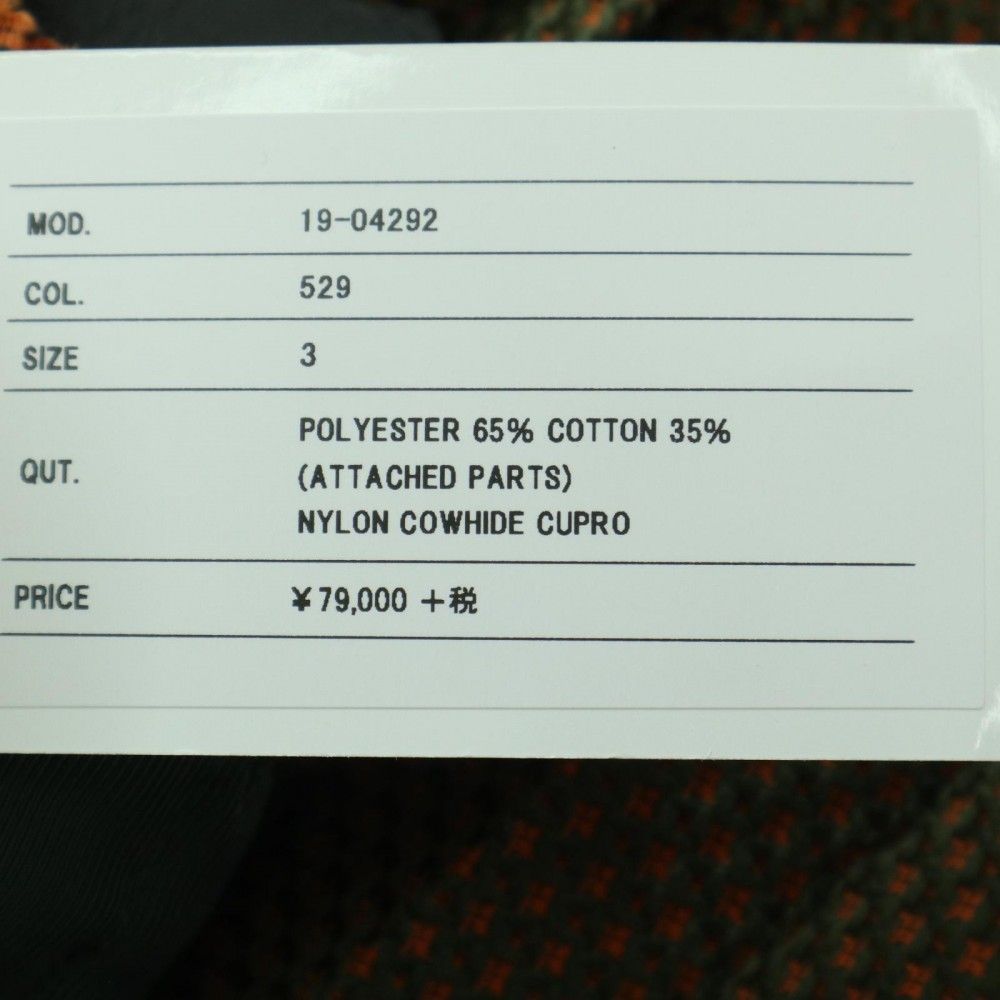 MOD. 19-04292
COL. 529
SIZE 3
QUT. POLYESTER 65% COTTON 35%
(ATTACHED PARTS)
NYLON COWHIDE CUPRO
PRICE ¥79,000 +税